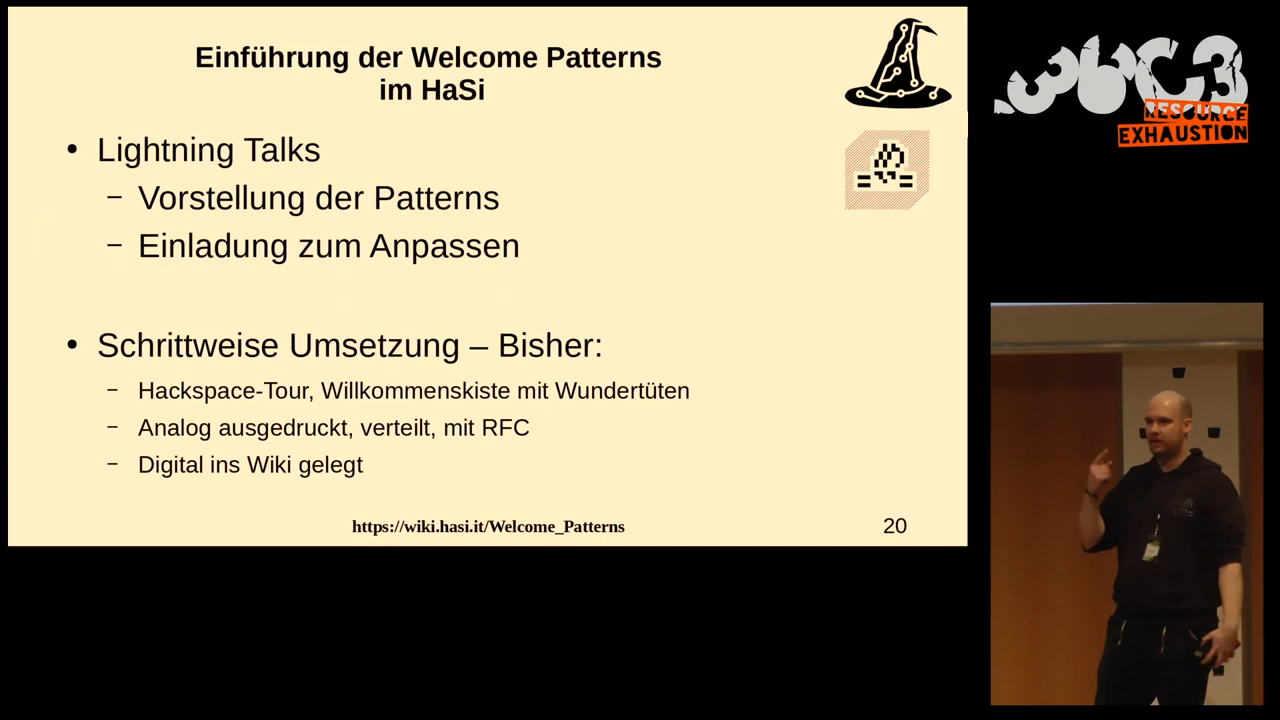 Einführung der Welcome Patterns
im HaSi
• Lightning Talks
– Vorstellung der Patterns
– Einladung zum Anpassen
• Schrittweise Umsetzung – Bisher:
– Hackspace-Tour, Willkommenskiste mit Wundertüten
– Analog ausgedruckt, verteilt, mit RFC
– Digital ins Wiki gelegt
https://wiki.hasi.it/Welcome_Patterns
20
36C3
RESOURCE
EXHAUSTION